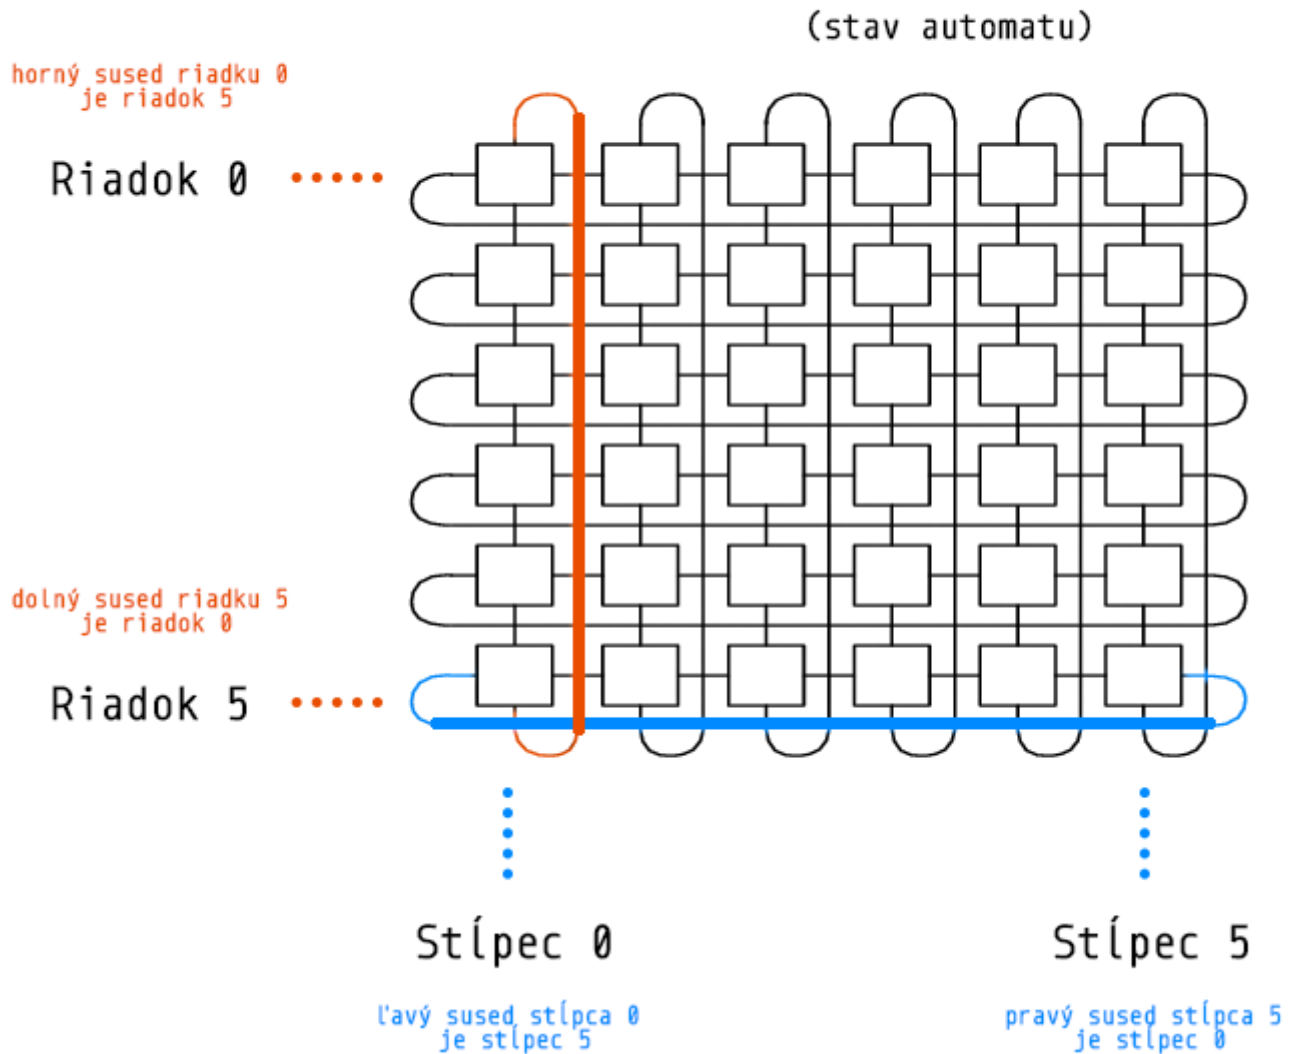 (stav automatu)
horný sused riadku 0
je riadok 5
Riadok 0
dolný sused riadku 5
je riadok 0
Riadok 5
Stĺpec 0
Stĺpec 5
ľavý sused stĺpca 0
je stĺpec 5
pravý sused stĺpca 5
je stĺpec 0